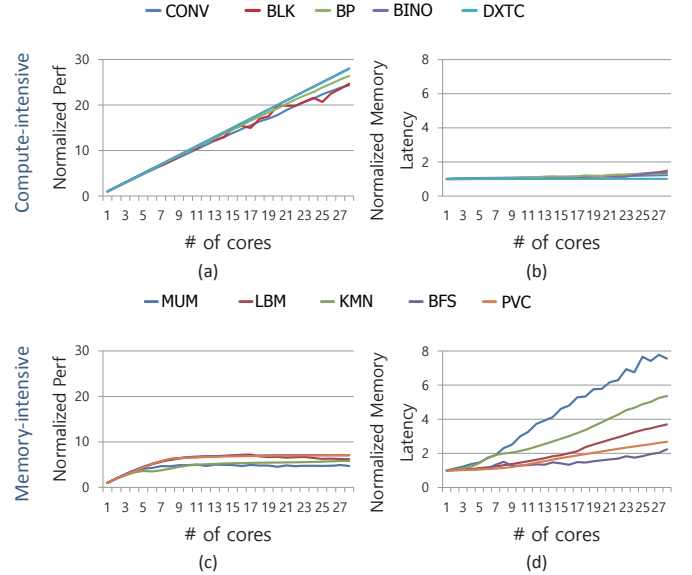 CONV BLK BP BINO DXTC
Compute-intensive
Normalized Perf
30
20
10
0
1 3 5 7 9 11 13 15 17 19 21 23 25 27
# of cores
(a)
Normalized Memory
Latency
8
6
4
2
0
1 3 5 7 9 11 13 15 17 19 21 23 25 27
# of cores
(b)
MUM LBM KMN BFS PVC
Memory-intensive
Normalized Perf
30
20
10
0
1 3 5 7 9 11 13 15 17 19 21 23 25 27
# of cores
(c)
Normalized Memory
Latency
8
6
4
2
0
1 3 5 7 9 11 13 15 17 19 21 23 25 27
# of cores
(d)